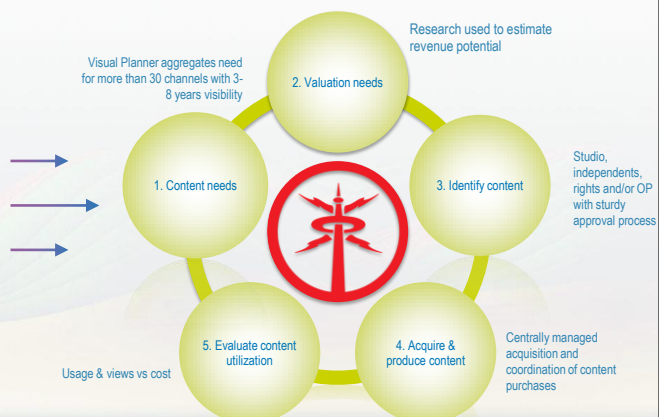 Research used to estimate
revenue potential
Visual Planner aggregates need
for more than 30 channels with 3-
8 years visibility
2. Valuation needs
1. Content needs
3. Identify content
Studio,
independents,
rights and/or OP
with sturdy
approval process
5. Evaluate content
utilization
4. Acquire &
produce content
Usage & views vs cost
Centrally managed
acquisition and
coordination of content
purchases